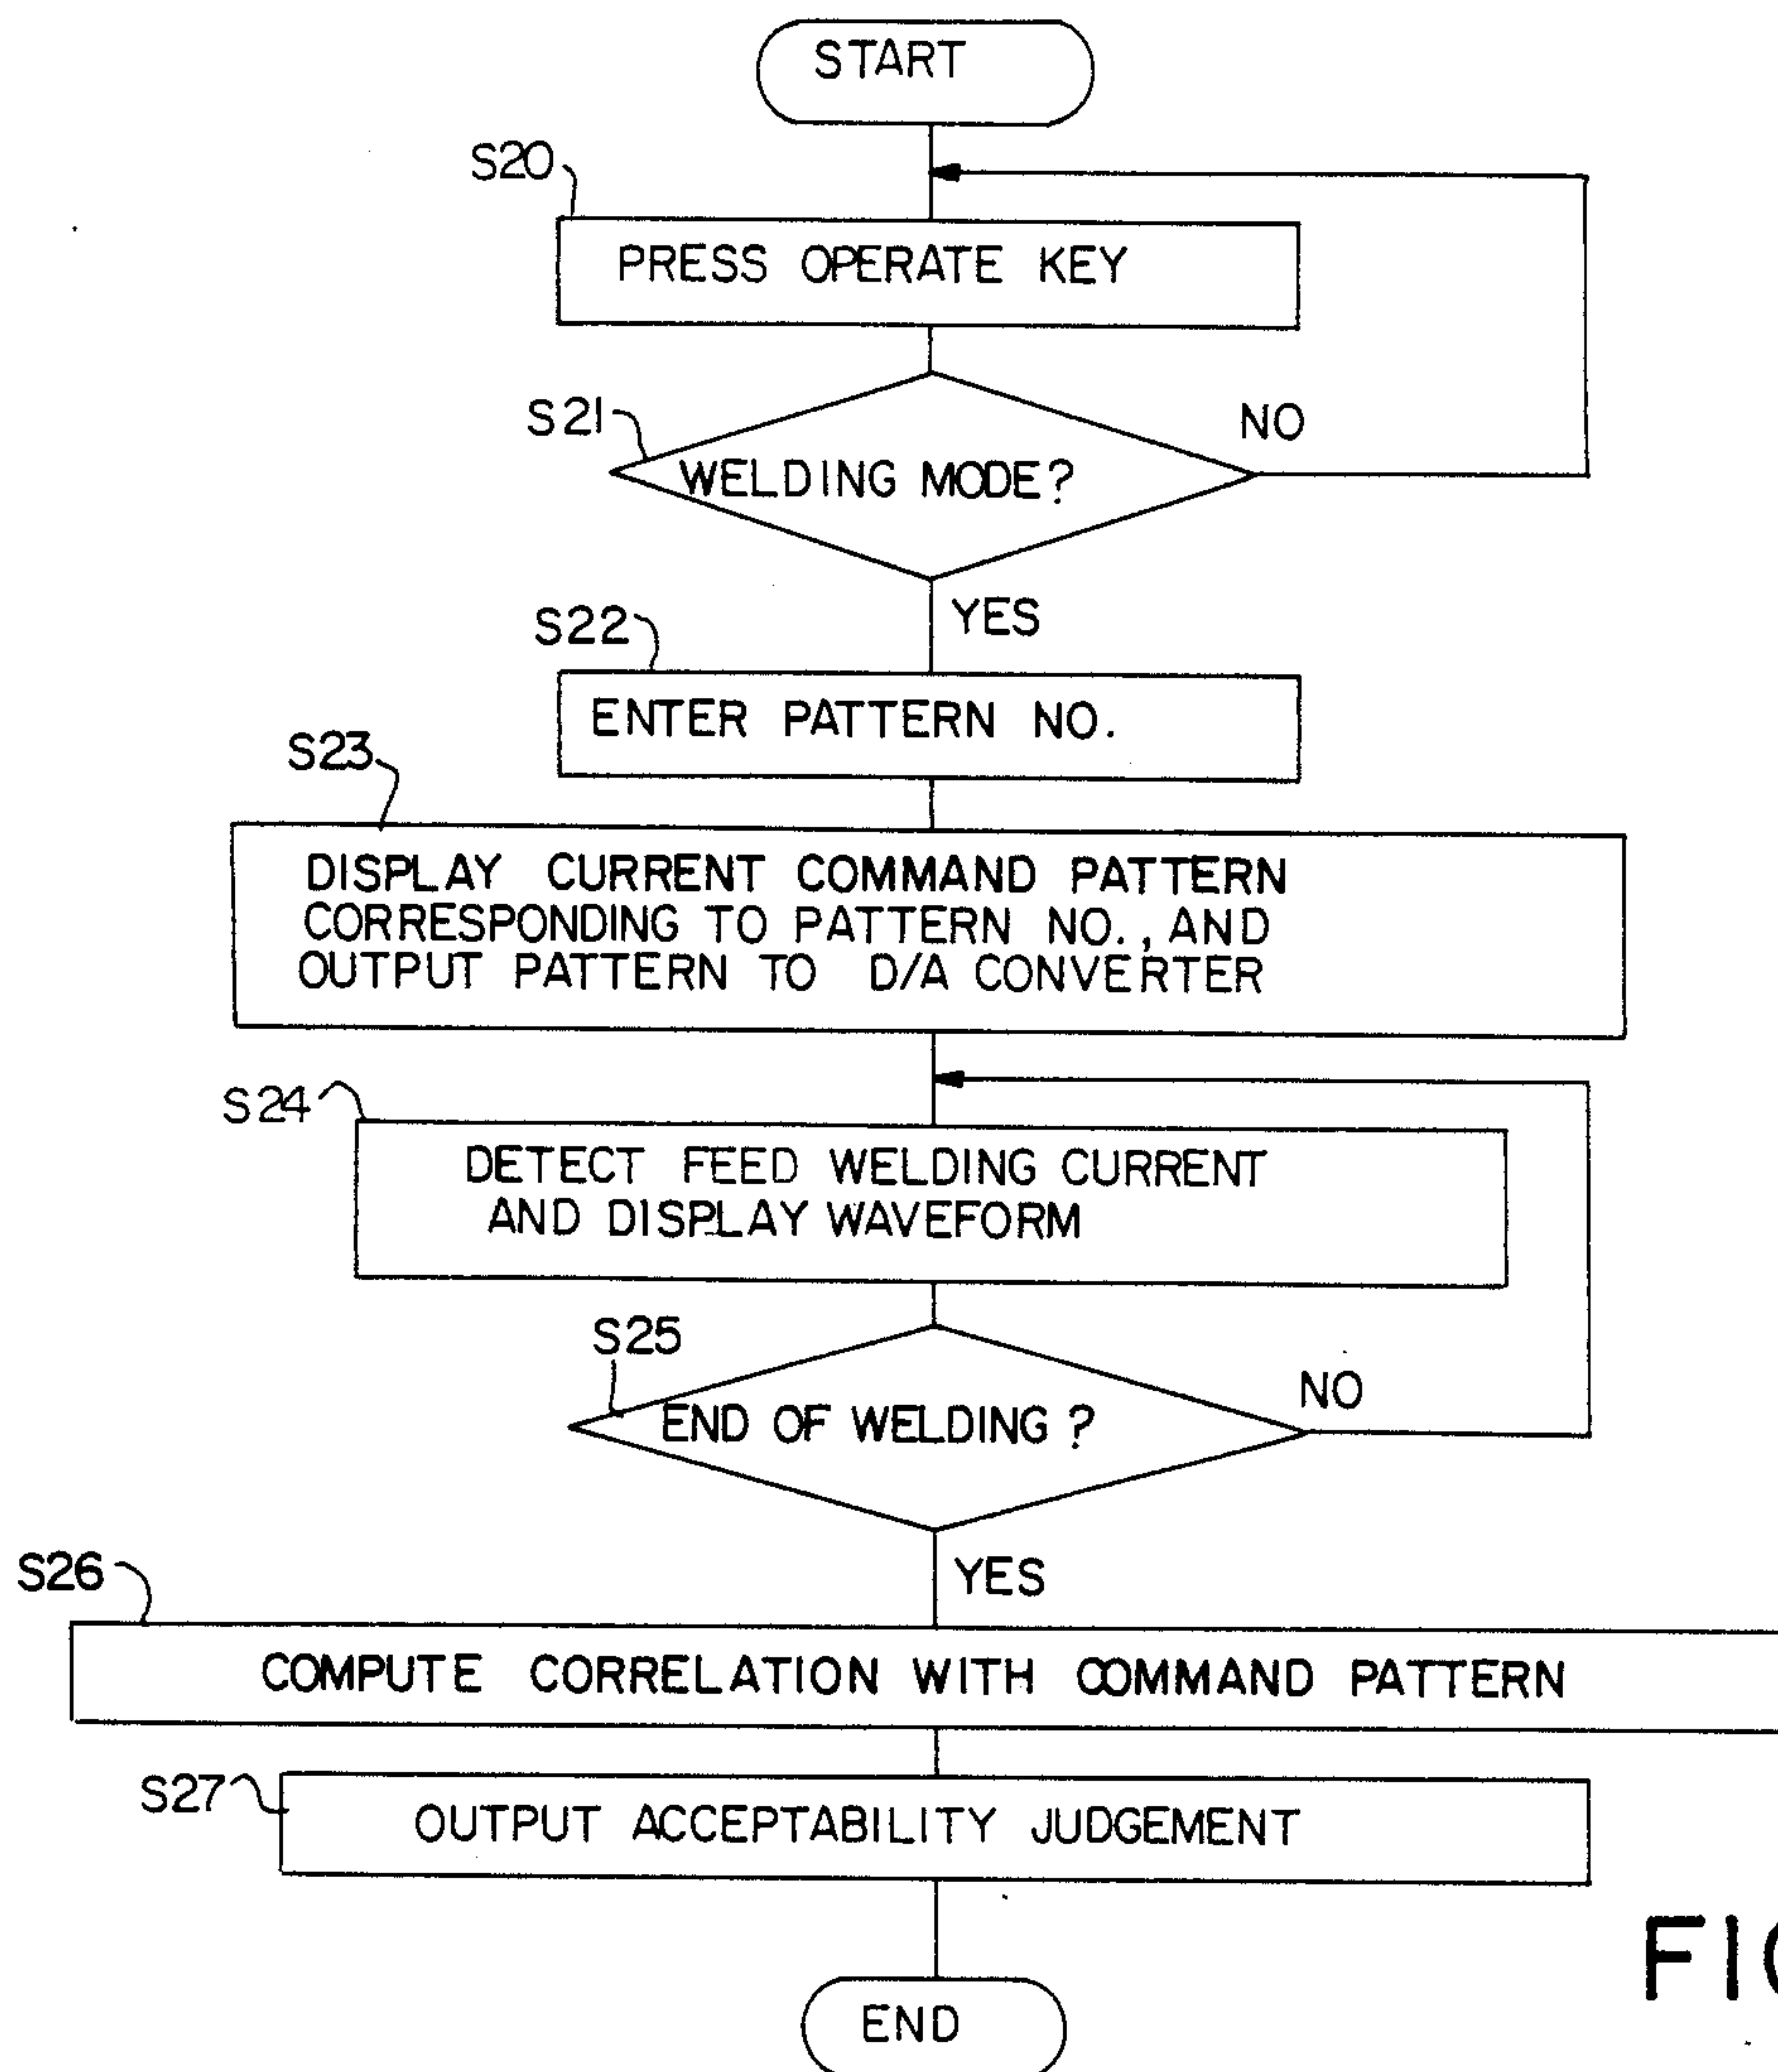 START
S20
PRESS OPERATE KEY
S21
NO
WELDING MODE?
YES
S22
ENTER PATTERN NO.
S23
DISPLAY CURRENT COMMAND PATTERN
CORRESPONDING TO PATTERN NO., AND
OUTPUT PATTERN TO D/A CONVERTER
S24
DETECT FEED WELDING CURRENT
AND DISPLAY WAVEFORM
S25
NO
END OF WELDING ?
YES
S26
COMPUTE CORRELATION WITH COMMAND PATTERN
S27
OUTPUT ACCEPTABILITY JUDGEMENT
END